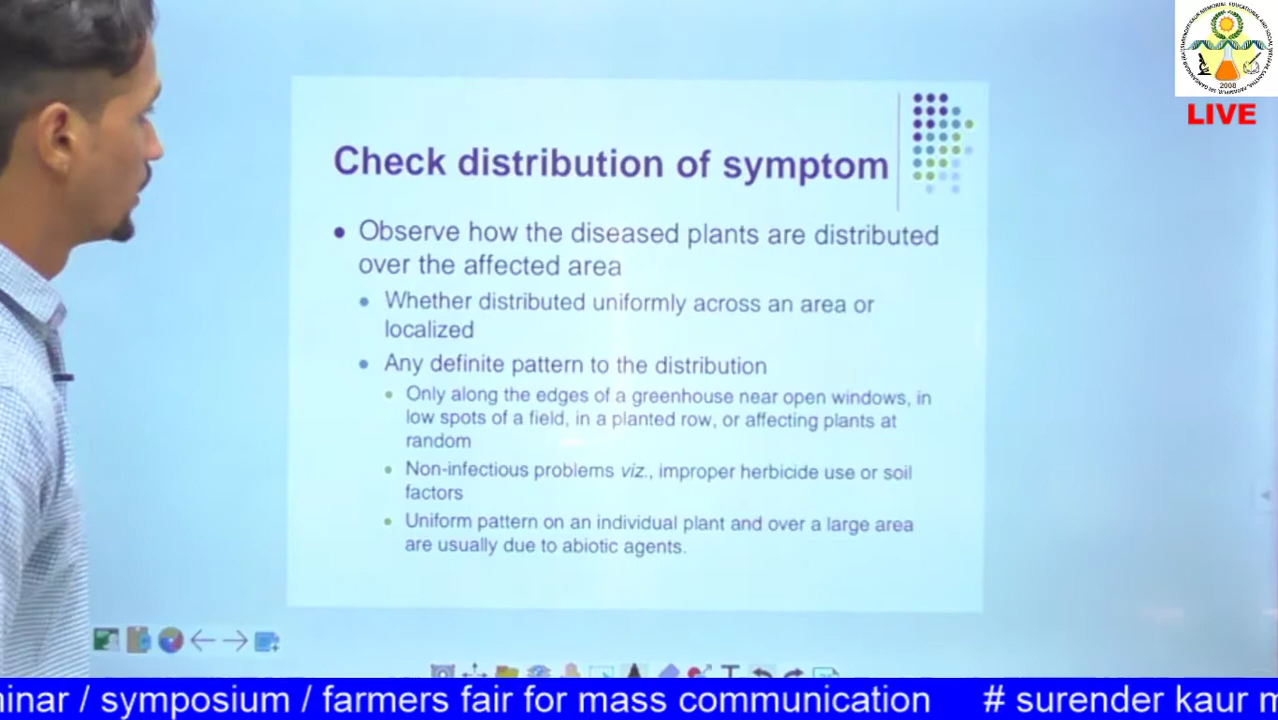 LIVE
Check distribution of symptom
Observe how the diseased plants are distributed
over the affected area
Whether distributed uniformly across an area or
localized
Any definite pattern to the distribution
Only along the edges of a greenhouse near open windows, in
low spots of a field, in a planted row, or affecting plants at
random
Non-infectious problems viz., improper herbicide use or soil
factors
Uniform pattern on an individual plant and over a large area
are usually due to abiotic agents.
2008
inar / symposium / farmers fair for mass communication # surender kaur m